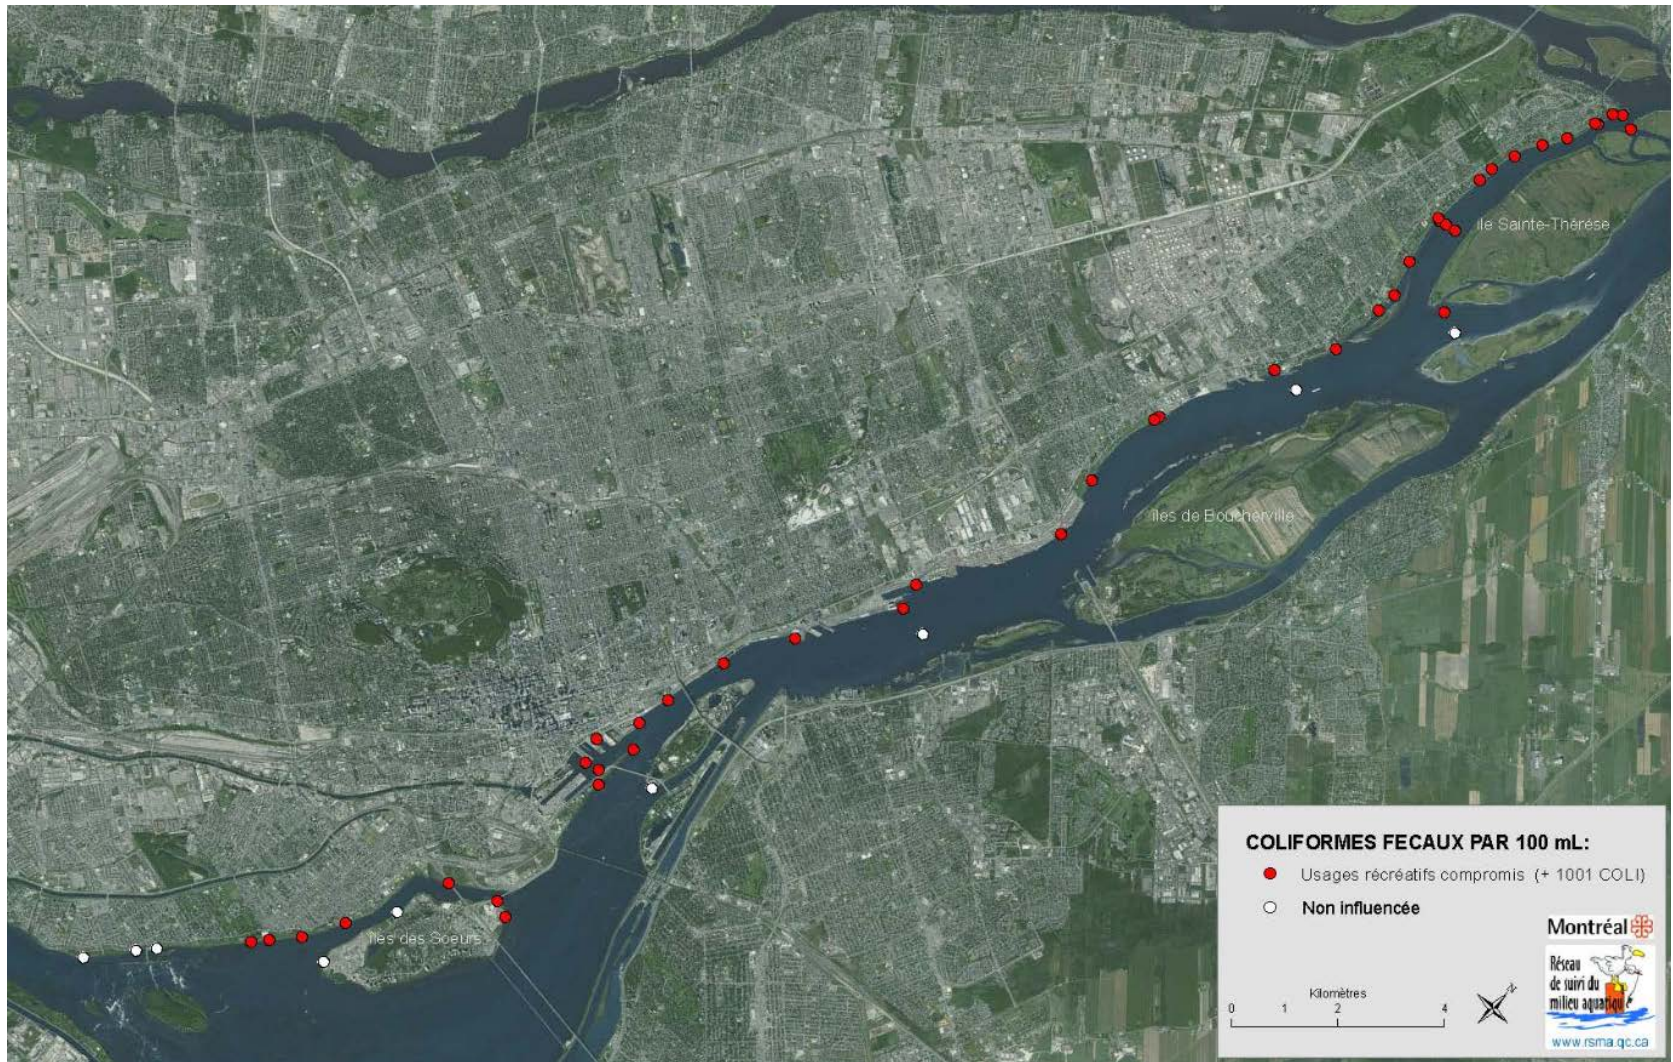 île Sainte-Thérèse
îles de Boucherville
îles des Soeurs
COLIFORMES FECAUX PAR 100 mL:
Usages récréatifs compromis (+ 1001 COLI)
Non influencée
Kilomètres
0 1 2 4
N
Montréal
Réseau
de suivi du
milieu aquatique
www.rsma.qc.ca